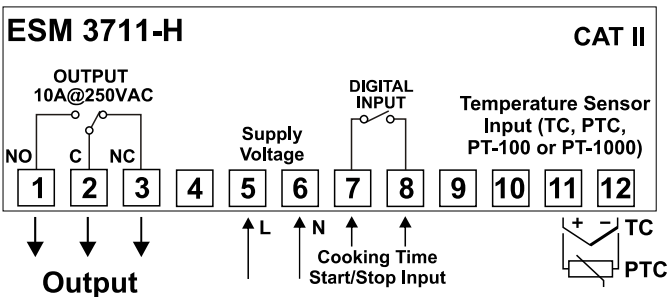 ESM 3711-H
CAT II
OUTPUT
10A@250VAC
DIGITAL
INPUT
Supply
Voltage
Temperature Sensor
Input (TC, PTC,
PT-100 or PT-1000)
NO C NC
1 2 3 4 5 6 7 8 9 10 11 12
L N
+ − TC
Cooking Time
Start/Stop Input
Output
PTC